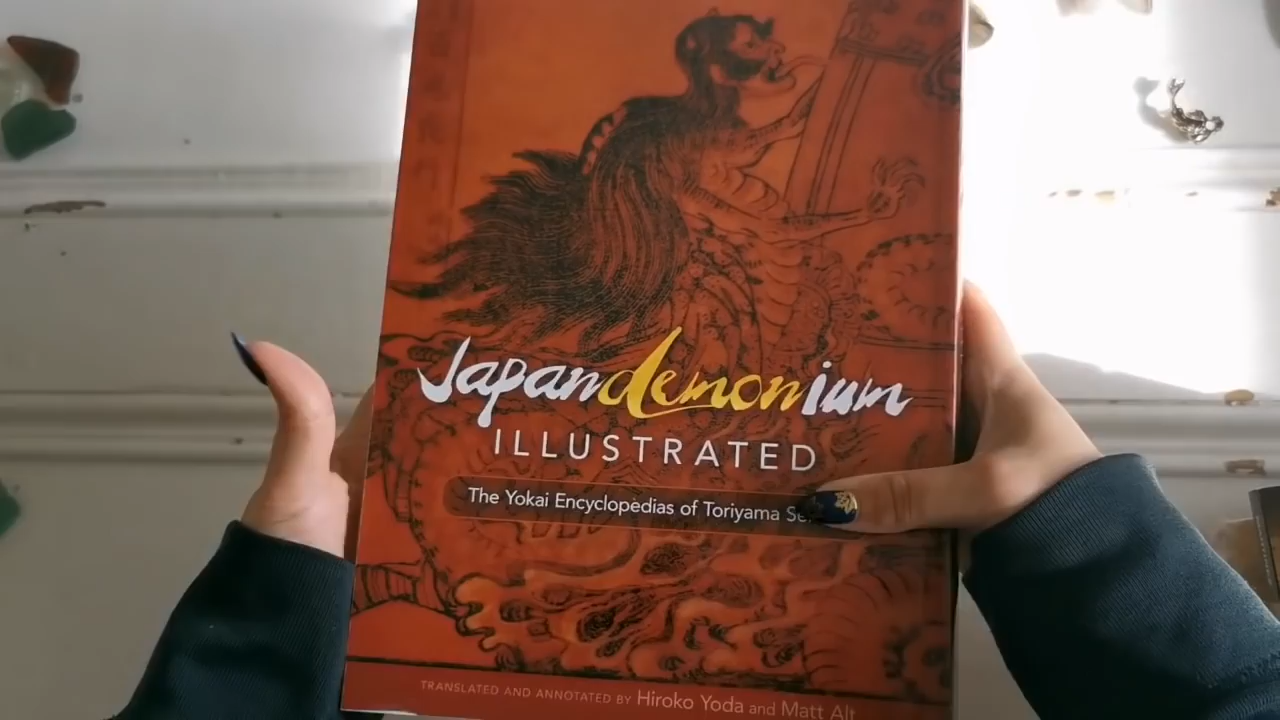 Japandemonium
ILLUSTRATED
The Yokai Encyclopedias of Toriyama
TRANSLATED AND ANNOTATED BY Hiroko Yoda and Matt Alt